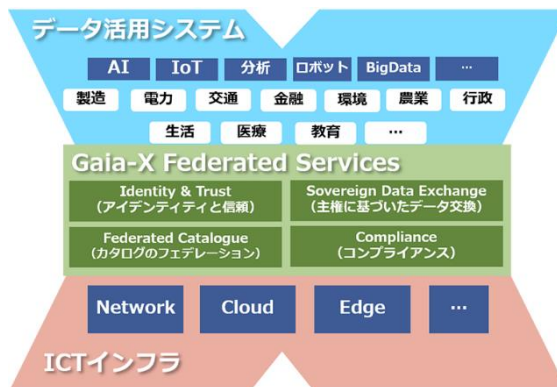 データ活用システム
AI IoT 分析 ロボット BigData …
製造 電力 交通 金融 環境 農業 行政
生活 医療 教育 …
Gaia-X Federated Services
Identity & Trust
(アイデンティティと信頼)
Sovereign Data Exchange
(主権に基づいたデータ交換)
Federated Catalogue
(カタログのフェデレーション)
Compliance
(コンプライアンス)
Network Cloud Edge …
ICTインフラ